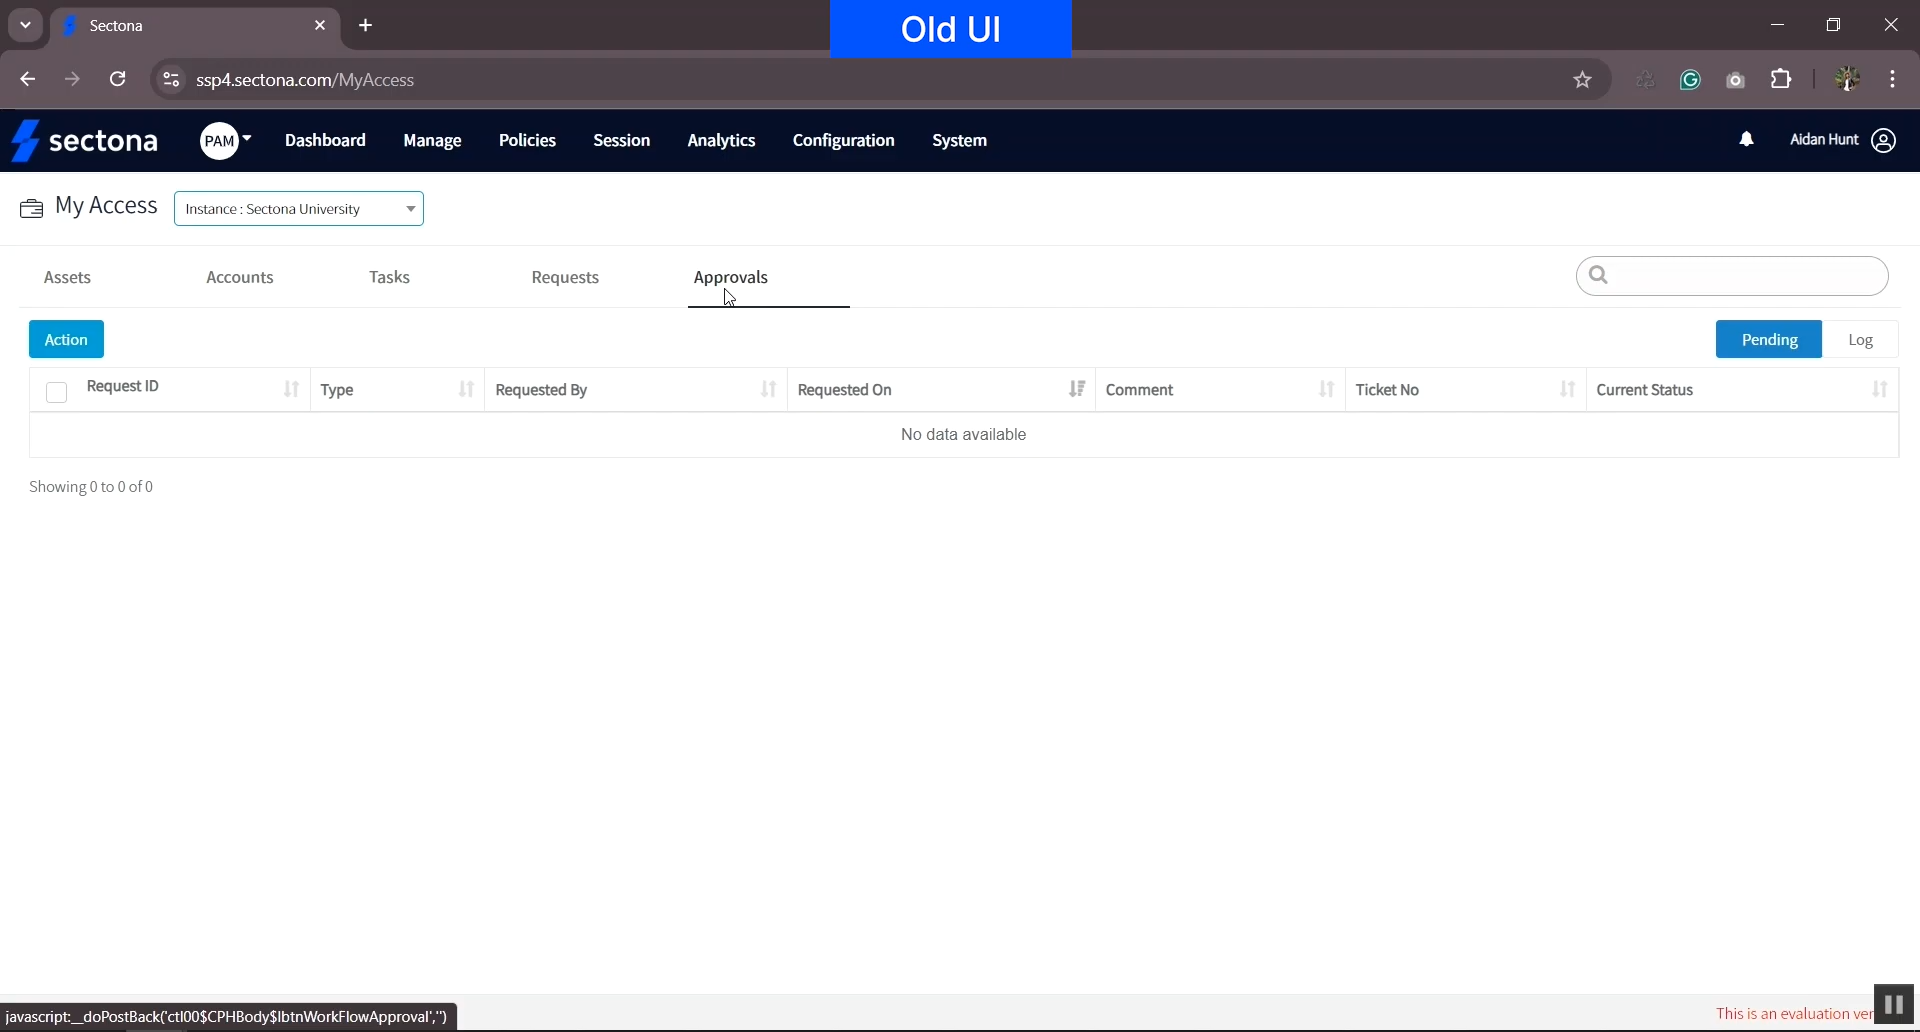 Sectona
Old UI
ssp4.sectona.com/MyAccess
sectona
PAM
Dashboard
Manage
Policies
Session
Analytics
Configuration
System
Aidan Hunt
My Access
Instance : Sectona University
Assets
Accounts
Tasks
Requests
Approvals
Action
Pending
Log
Request ID
Type
Requested By
Requested On
Comment
Ticket No
Current Status
No data available
Showing 0 to 0 of 0
javascript:__doPostBack('ctl00$CPHBody$lbtnWorkFlowApproval','')
This is an evaluation ver